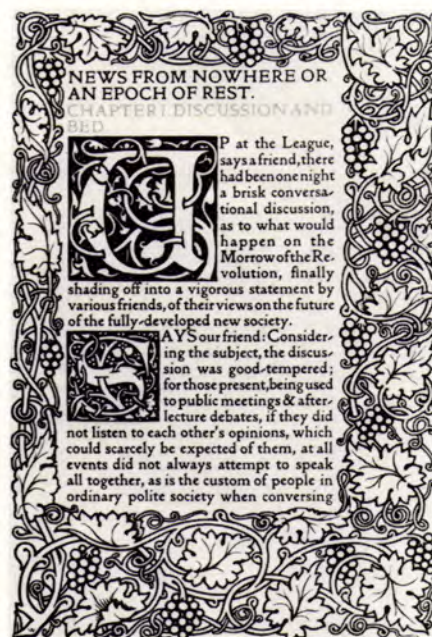 NEWS FROM NOWHERE OR
AN EPOCH OF REST.
CHAPTER I. DISCUSSION AND
BED.
UP at the League,
says a friend, there
had been one night
a brisk conversa-
tional discussion,
as to what would
happen on the
Morrow of the Re-
volution, finally
shading off into a vigorous statement by
various friends, of their views on the future
of the fully-developed new society.
SAYS our friend: Consider-
ing the subject, the discus-
sion was good-tempered;
for those present, being used
to public meetings & after-
lecture debates, if they did
not listen to each other's opinions, which
could scarcely be expected of them, at all
events did not always attempt to speak
all together, as is the custom of people in
ordinary polite society when conversing